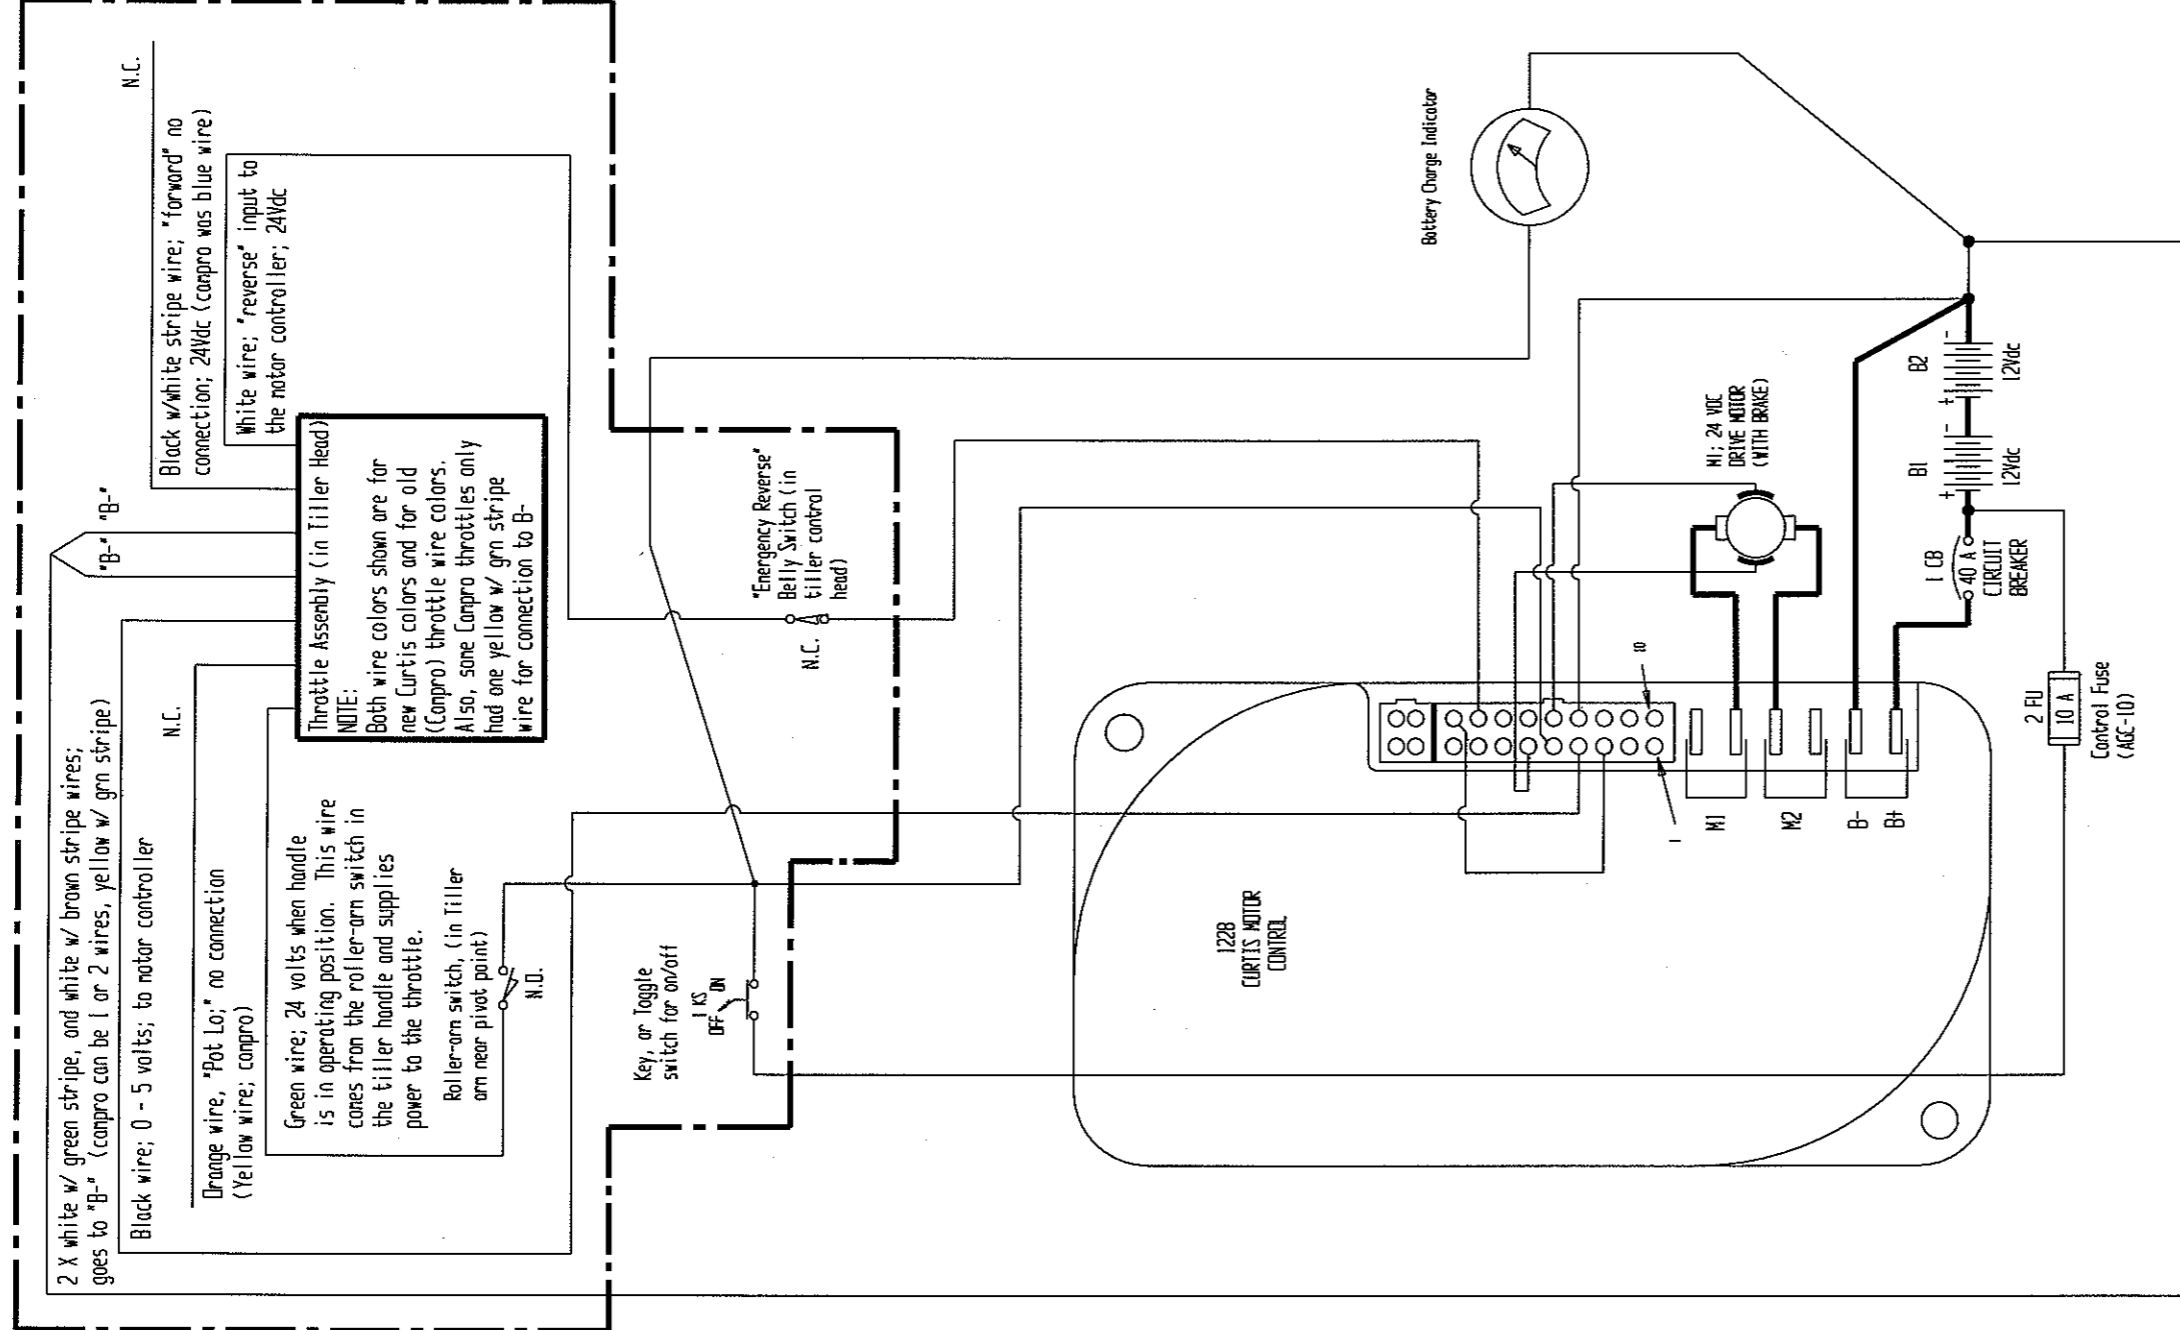 2 X white w/ green stripe, and white w/ brown stripe wires;
goes to "B-" (campro can be 1 or 2 wires, yellow w/ grn stripe)
"B-" "B-"
Black wire; 0 - 5 volts; to motor controller
N.C.
Orange wire, "Pot Lo;" no connection
(Yellow wire; campro)
Green wire; 24 volts when handle
is in operating position. This wire
comes from the roller-arm switch in
the tiller handle and supplies
power to the throttle.
Roller-arm switch, (in Tiller
arm near pivot point)
N.O.
N.C.
Black w/white stripe wire; "forward" no
connection; 24Vdc (campro was blue wire)
White wire; "reverse" input to
the motor controller; 24Vdc
Throttle Assembly (in Tiller Head)
NOTE:
Both wire colors shown are for
new Curtis colors and for old
(Campro) throttle wire colors.
Also, some Campro throttles only
had one yellow w/ grn stripe
wire for connection to B-
Key, or Toggle
switch for on/off
1 KS
OFF ON
"Emergency Reverse"
Belly Switch (in
tiller control
head)
N.C.
Battery Charge Indicator
1228
CURTIS MOTOR
CONTROL
10
1
M1
M2
B-
B+
M1; 24 VDC
DRIVE MOTOR
(WITH BRAKE)
B1
+ -
12Vdc
B2
+ -
12Vdc
1 CB
40 A
CIRCUIT
BREAKER
2 FU
10 A
Control Fuse
(AGC-10)